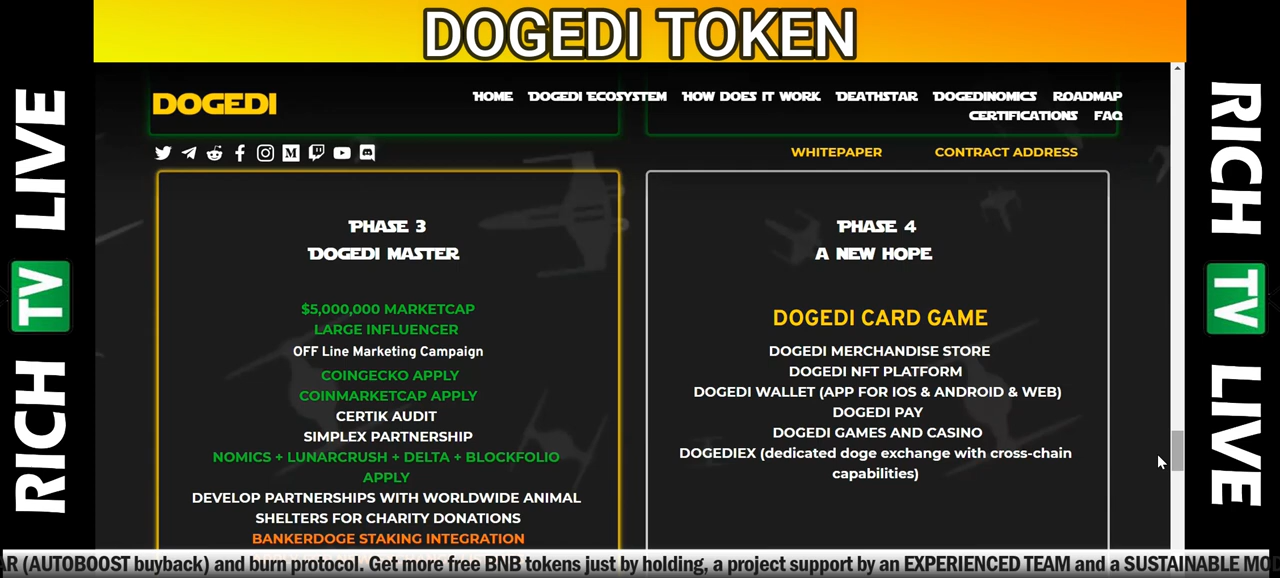 DOGEDI TOKEN
RICH TV LIVE
DOGEDI
HOME DOGEDI ECOSYSTEM HOW DOES IT WORK DEATHSTAR DOGEDINOMICS ROADMAP
CERTIFICATIONS FAQ
WHITEPAPER CONTRACT ADDRESS
PHASE 3
DOGEDI MASTER
$5,000,000 MARKETCAP
LARGE INFLUENCER
OFF Line Marketing Campaign
COINGECKO APPLY
COINMARKETCAP APPLY
CERTIK AUDIT
SIMPLEX PARTNERSHIP
NOMICS + LUNARCRUSH + DELTA + BLOCKFOLIO
APPLY
DEVELOP PARTNERSHIPS WITH WORLDWIDE ANIMAL
SHELTERS FOR CHARITY DONATIONS
BANKERDOGE STAKING INTEGRATION
PHASE 4
A NEW HOPE
DOGEDI CARD GAME
DOGEDI MERCHANDISE STORE
DOGEDI NFT PLATFORM
DOGEDI WALLET (APP FOR IOS & ANDROID & WEB)
DOGEDI PAY
DOGEDI GAMES AND CASINO
DOGEDIEX (dedicated doge exchange with cross-chain
capabilities)
RICH TV LIVE
AR (AUTOBOOST buyback) and burn protocol. Get more free BNB tokens just by holding, a project support by an EXPERIENCED TEAM and a SUSTAINABLE MO